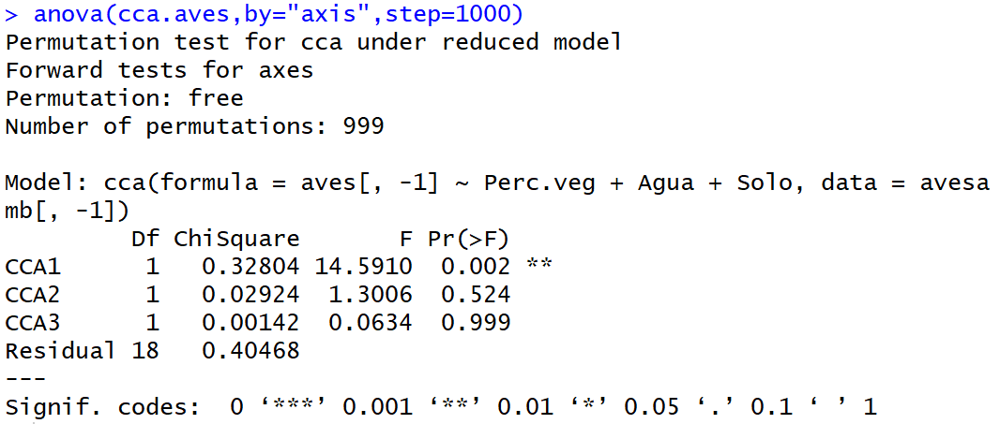 > anova(cca.aves,by="axis",step=1000)
Permutation test for cca under reduced model
Forward tests for axes
Permutation: free
Number of permutations: 999

Model: cca(formula = aves[, -1] ~ Perc.veg + Agua + Solo, data = avesa
mb[, -1])
         Df ChiSquare       F Pr(>F)
CCA1      1   0.32804 14.5910  0.002 **
CCA2      1   0.02924  1.3006  0.524
CCA3      1   0.00142  0.0634  0.999
Residual 18   0.40468
---
Signif. codes:  0 ‘***’ 0.001 ‘**’ 0.01 ‘*’ 0.05 ‘.’ 0.1 ‘ ’ 1